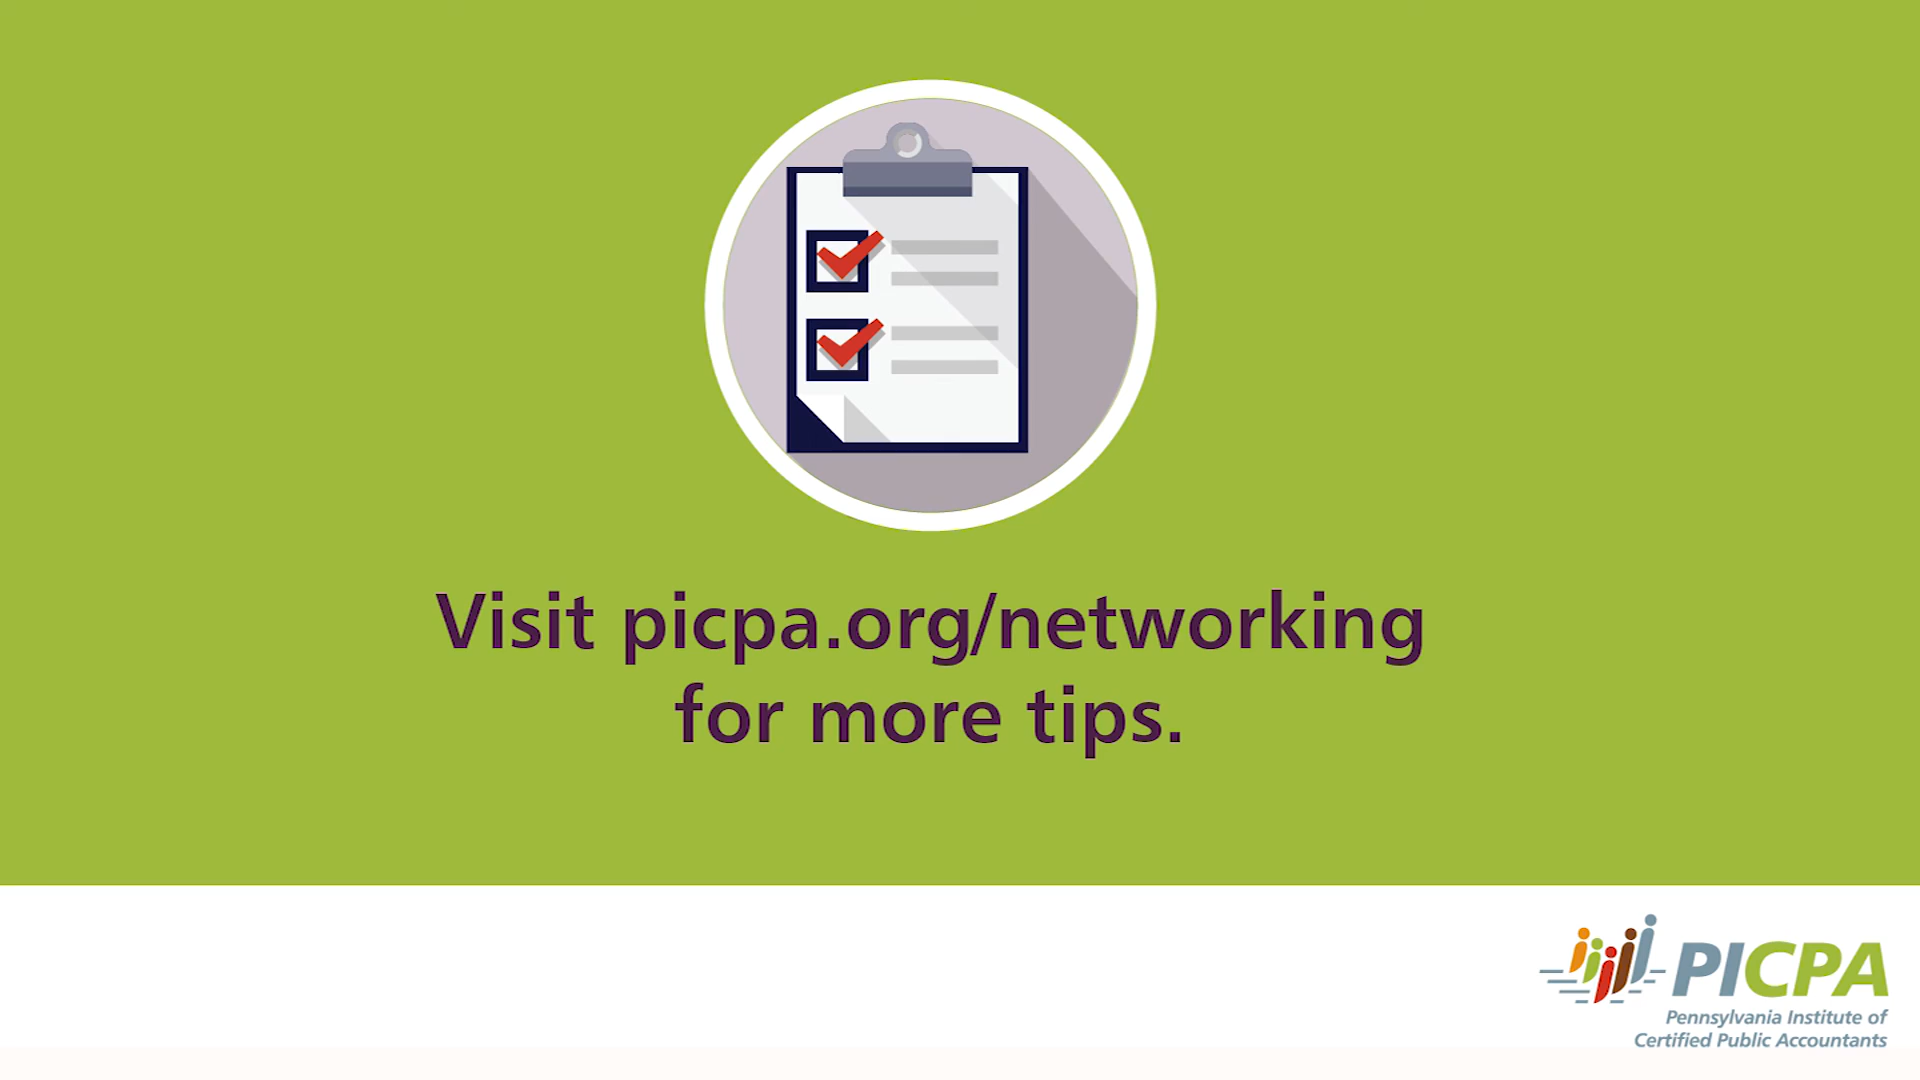 Visit picpa.org/networking
for more tips.
PICPA
Pennsylvania Institute of
Certified Public Accountants